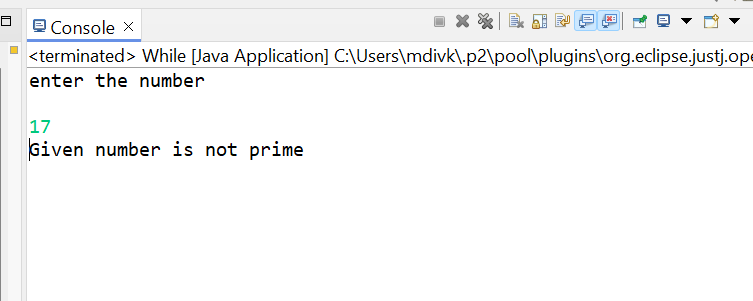 Console
<terminated> While [Java Application] C:\Users\mdivk\.p2\pool\plugins\org.eclipse.justj.ope
enter the number
17
Given number is not prime